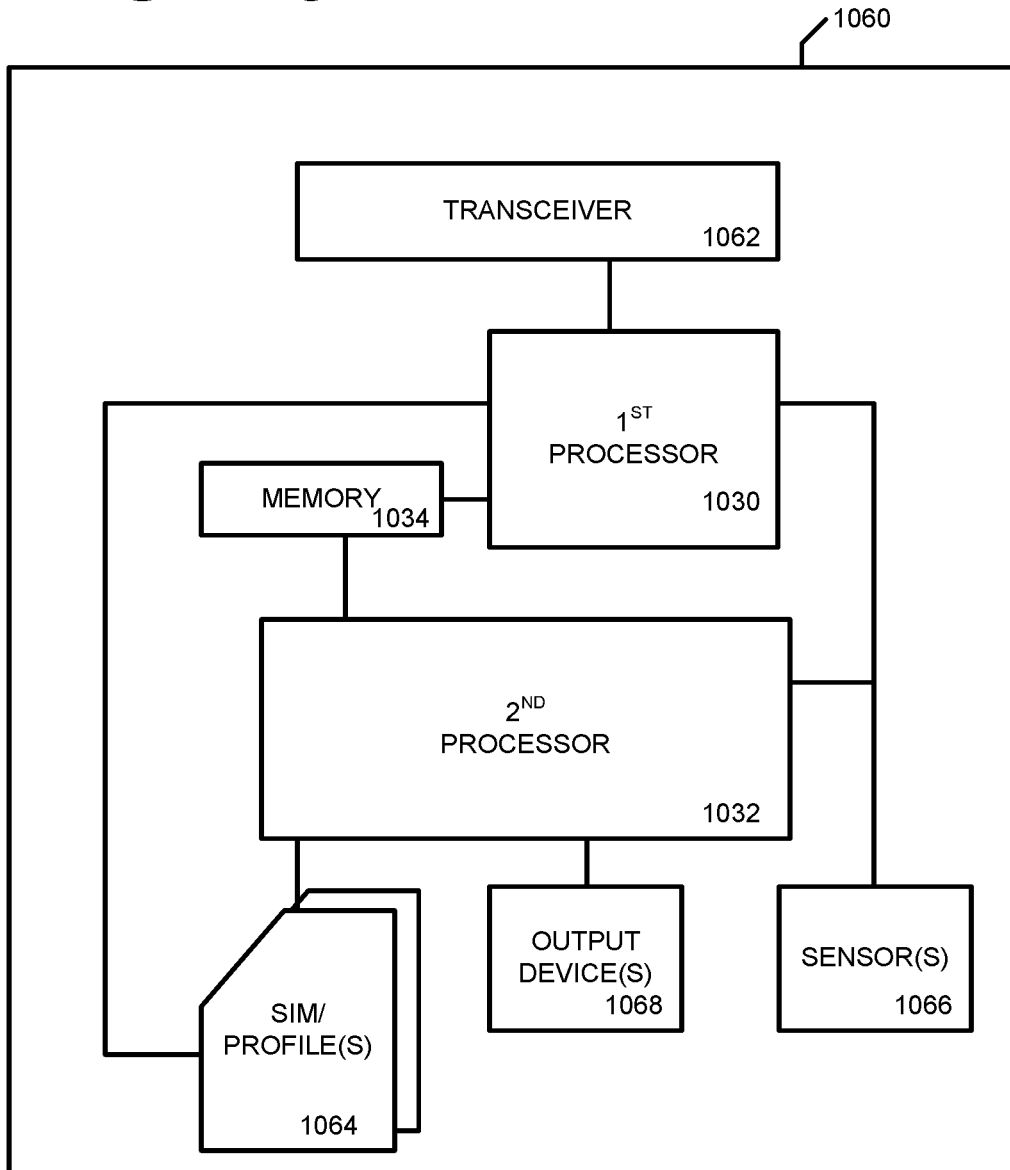 1060
TRANSCEIVER
1062
1ST
PROCESSOR
1030
MEMORY
1034
2ND
PROCESSOR
1032
OUTPUT
DEVICE(S)
1068
SENSOR(S)
1066
SIM/
PROFILE(S)
1064